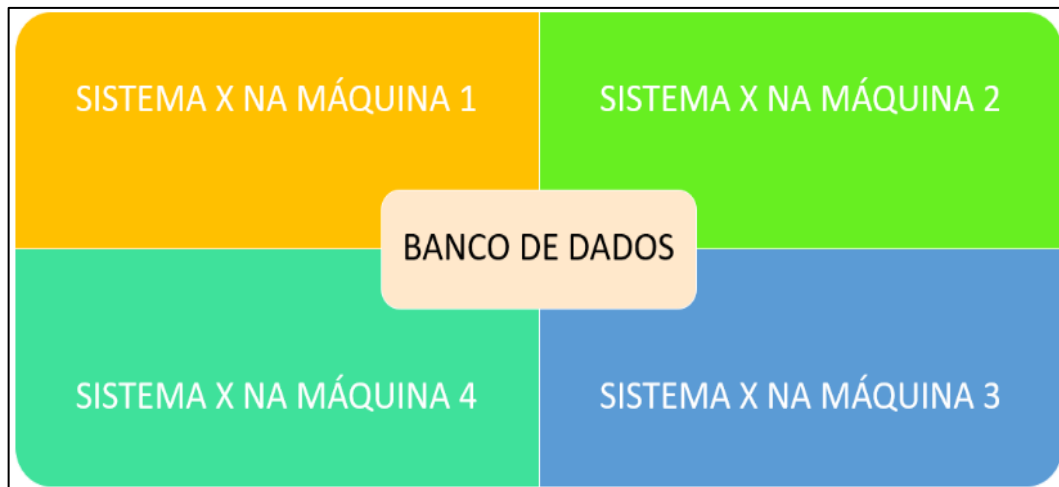 SISTEMA X NA MÁQUINA 1
SISTEMA X NA MÁQUINA 2
BANCO DE DADOS
SISTEMA X NA MÁQUINA 4
SISTEMA X NA MÁQUINA 3